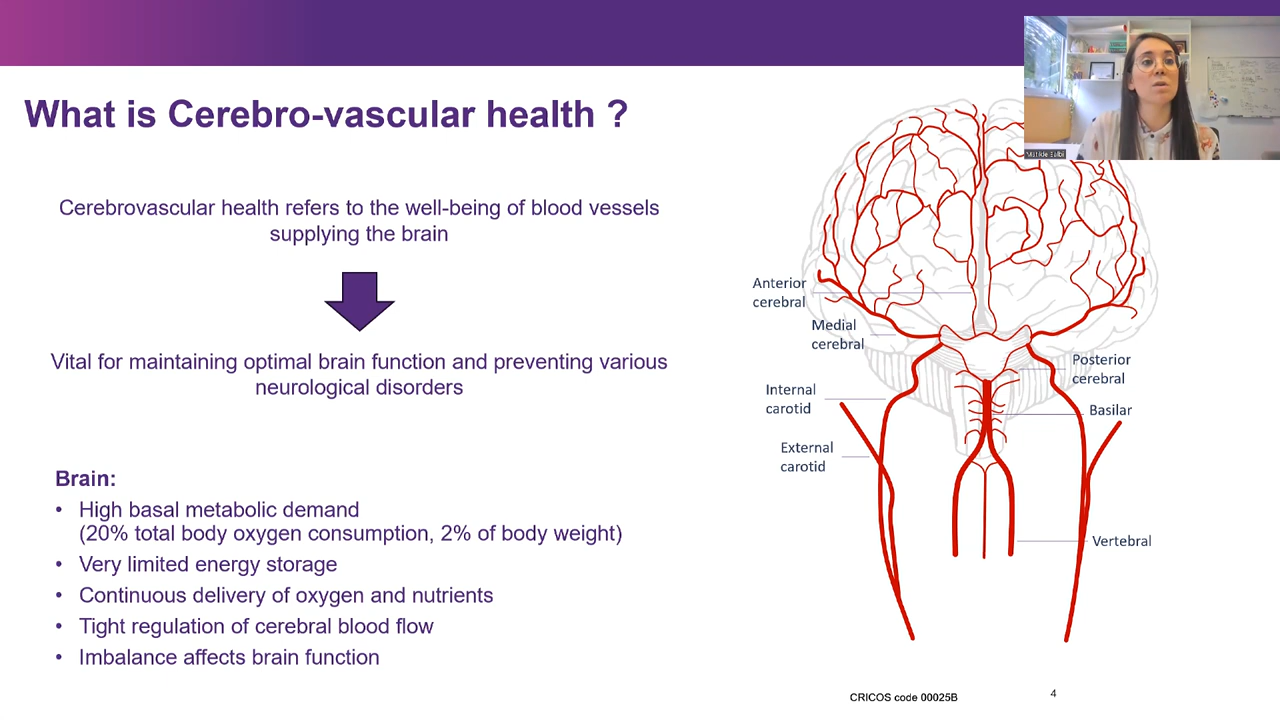 What is Cerebro-vascular health ?
Cerebrovascular health refers to the well-being of blood vessels
supplying the brain
Vital for maintaining optimal brain function and preventing various
neurological disorders
Brain:
• High basal metabolic demand
(20% total body oxygen consumption, 2% of body weight)
• Very limited energy storage
• Continuous delivery of oxygen and nutrients
• Tight regulation of cerebral blood flow
• Imbalance affects brain function
Anterior
cerebral
Medial
cerebral
Internal
carotid
External
carotid
Posterior
cerebral
Basilar
Vertebral
Matilde Balbi
CRICOS code 00025B
4